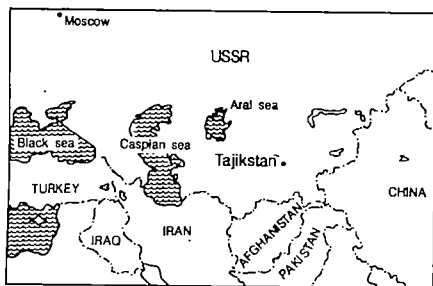 Moscow
USSR
Aral sea
Black sea
Caspian sea
Tajikstan
TURKEY
CHINA
IRAQ
IRAN
AFGHANISTAN
PAKISTAN